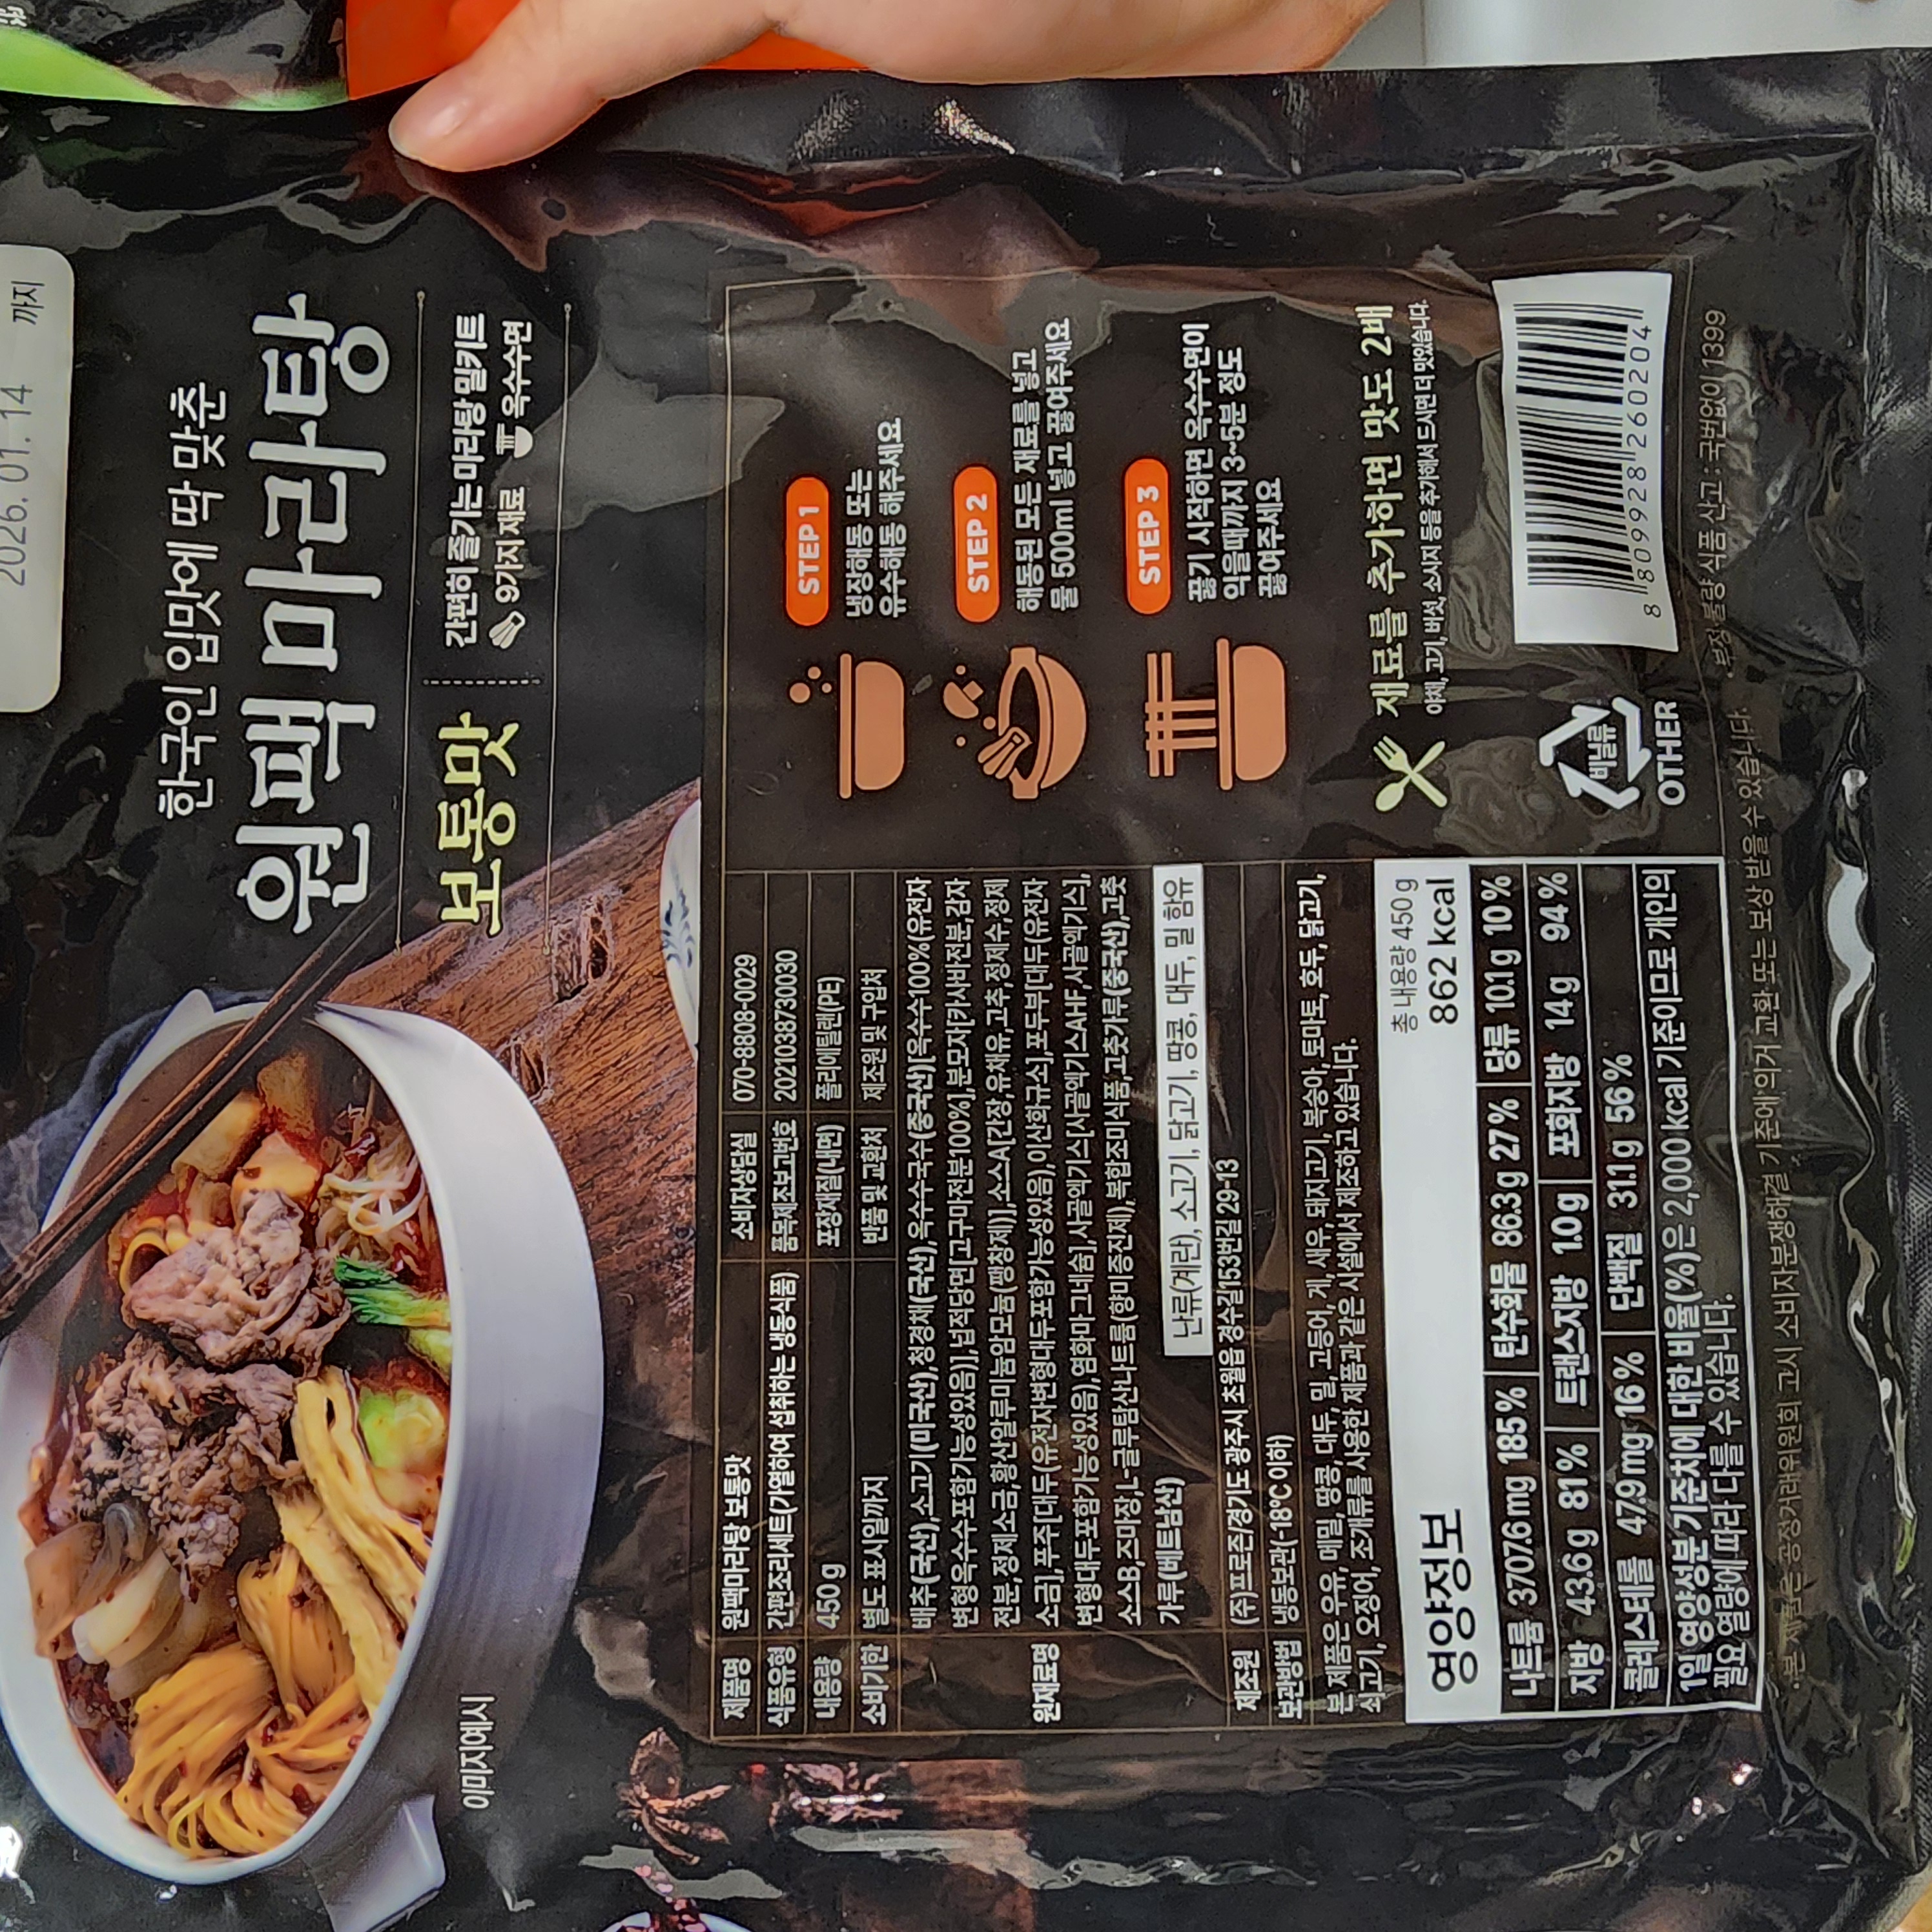 2026. 01. 14 까지
한국인 입맛에 딱 맞춘
원팩마라탕
보통맛
간편히 즐기는 마라탕 밀키트
9가지 재료 옥수수면
이미지예시
제품명 원팩마라탕 보통맛 소비자상담실 070-8808-0029
식품유형 간편조리세트(가열하여 섭취하는 냉동식품) 품목제조보고번호 20210387300030
내용량 450g 포장재질(내면) 폴리에틸렌(PE)
소비기한 별도 표시일까지 반품 및 교환처 제조원 및 구입처
원재료명
배추(국산),소고기(미국산),청경채(국산),옥수수국수(중국산)[옥수수100%(유전자
변형옥수수포함가능성있음)],넙적당면[고구마전분100%],분모자[카사바전분,감자
전분,정제소금,황산알루미늄암모늄(팽창제)],소스A[간장,유채유,고추,정제수,정제
소금],푸주[대두(유전자변형대두포함가능성있음),이산화규소],포두부[대두(유전자
변형대두포함가능성있음),염화마그네슘],사골엑기스[사골엑기스AHF,사골엑기스],
소스B,즈마장,L-글루탐산나트륨(향미증진제),복합조미식품,고춧가루(중국산),고춧
가루(베트남산)
난류(계란), 소고기, 닭고기, 땅콩, 대두, 밀 함유
제조원 (주)프로즌/경기도 광주시 초월읍 경수길153번길 29-13
보관방법 냉동보관(-18℃ 이하)
본 제품은 우유, 메밀, 땅콩, 대두, 밀, 고등어, 게, 새우, 돼지고기, 복숭아, 토마토, 호두, 닭고기,
쇠고기, 오징어, 조개류를 사용한 제품과 같은 시설에서 제조하고 있습니다.
영양정보
총 내용량 450g
862 kcal
나트륨 3707.6mg 185% 탄수화물 86.3g 27% 당류 10.1g 10%
지방 43.6g 81% 트랜스지방 1.0g 포화지방 14g 94%
콜레스테롤 47.9mg 16% 단백질 31.1g 56%
1일 영양성분 기준치에 대한 비율(%)은 2,000kcal 기준이므로 개인의
필요 열량에 따라 다를 수 있습니다.
STEP 1
냉장해동 또는
유수해동 해주세요
STEP 2
해동된 모든 재료를 넣고
물 500ml 넣고 끓여주세요
STEP 3
끓기 시작하면 옥수수면이
익을때까지 3~5분 정도
끓여주세요
재료를 추가하면 맛도 2배
야채, 고기, 버섯, 소시지 등을 추가해서 드시면 더 맛있습니다.
비닐류
OTHER
8 809928 260204
·본 제품은 공정거래위원회 고시 소비자분쟁해결 기준에 의거 교환 또는 보상 받을 수 있습니다. ·부정·불량 식품 신고 : 국번없이 1399